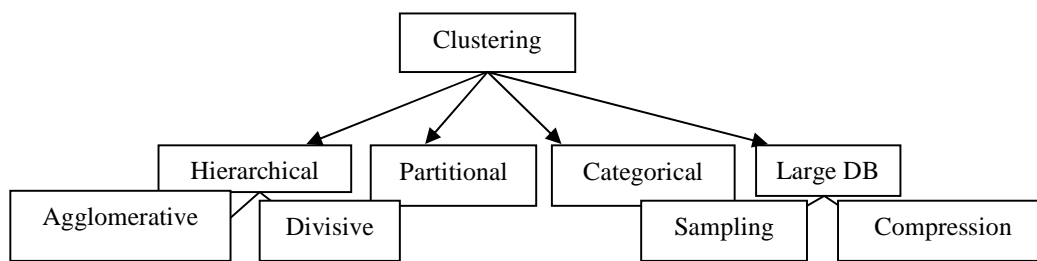 Clustering
Hierarchical
Partitional
Categorical
Large DB
Agglomerative
Divisive
Sampling
Compression